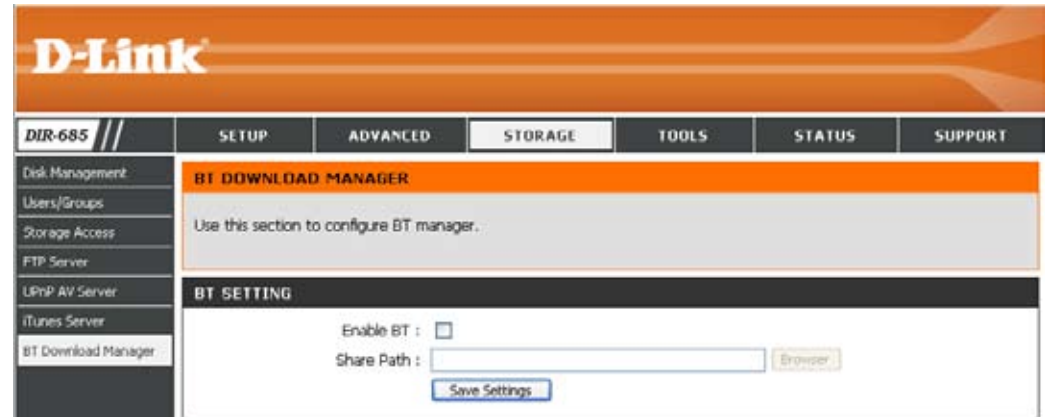 D-Link
DIR-685
SETUP ADVANCED STORAGE TOOLS STATUS SUPPORT
Disk Management
Users/Groups
Storage Access
FTP Server
UPnP AV Server
iTunes Server
BT Download Manager
BT DOWNLOAD MANAGER
Use this section to configure BT manager.
BT SETTING
Enable BT :
Share Path : Browser
Save Settings